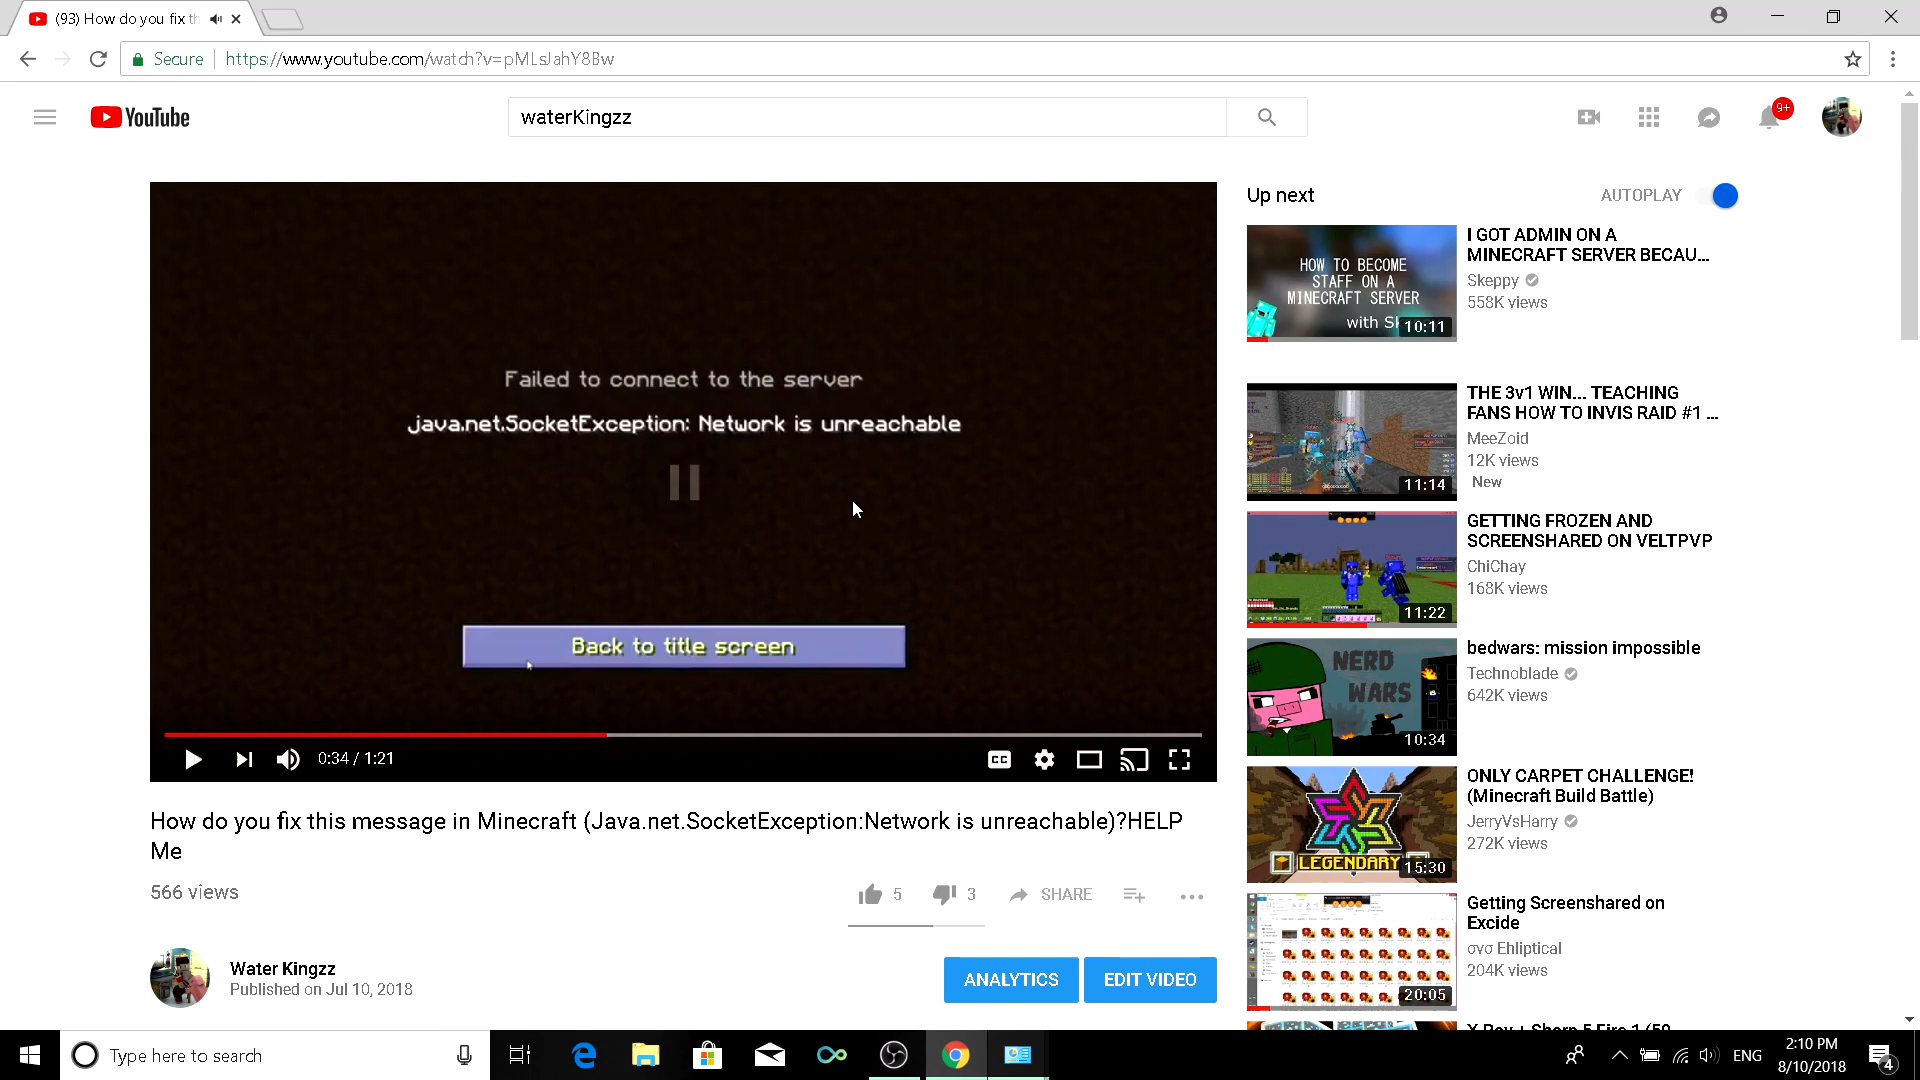 (93) How do you fix th
Secure
https://www.youtube.com/watch?v=pMLsJahY8Bw
YouTube
waterKingzz
9+
Failed to connect to the server
java.net.SocketException: Network is unreachable
Back to title screen
0:34 / 1:21
CC
How do you fix this message in Minecraft (Java.net.SocketException:Network is unreachable)?HELP
Me
566 views
5
3
SHARE
Water Kingzz
Published on Jul 10, 2018
ANALYTICS
EDIT VIDEO
Up next
AUTOPLAY
HOW TO BECOME
STAFF ON A
MINECRAFT SERVER
with Sk
10:11
I GOT ADMIN ON A
MINECRAFT SERVER BECAU...
Skeppy
558K views
11:14
THE 3v1 WIN... TEACHING
FANS HOW TO INVIS RAID #1 ...
MeeZoid
12K views
New
11:22
GETTING FROZEN AND
SCREENSHARED ON VELTPVP
ChiChay
168K views
NERD
WARS
10:34
bedwars: mission impossible
Technoblade
642K views
LEGENDARY
15:30
ONLY CARPET CHALLENGE!
(Minecraft Build Battle)
JerryVsHarry
272K views
20:05
Getting Screenshared on
Excide
σνσ Ehliptical
204K views
Type here to search
ENG
2:10 PM
8/10/2018
4